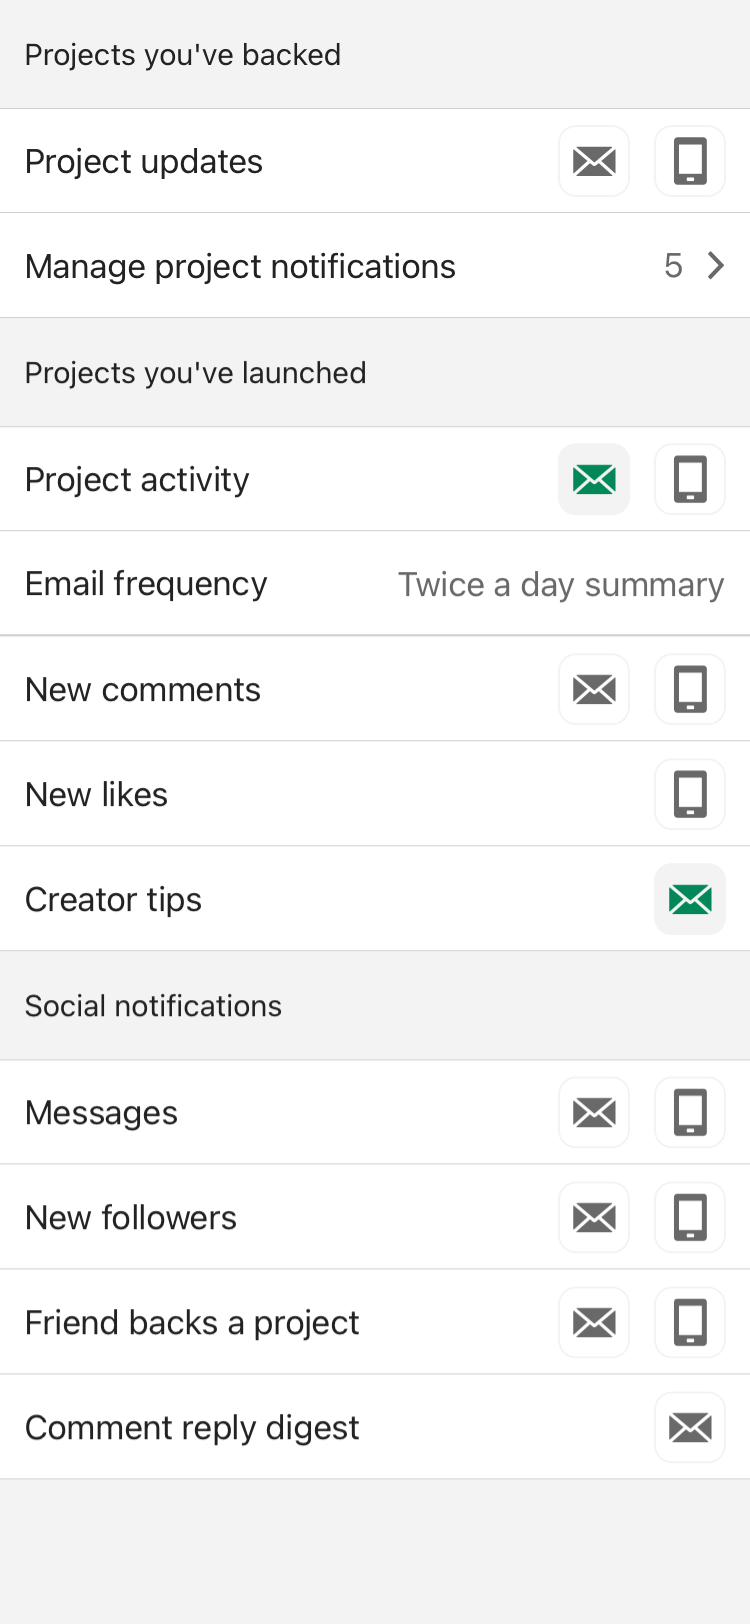 Projects you've backed
Project updates
Manage project notifications 5
Projects you've launched
Project activity
Email frequency Twice a day summary
New comments
New likes
Creator tips
Social notifications
Messages
New followers
Friend backs a project
Comment reply digest